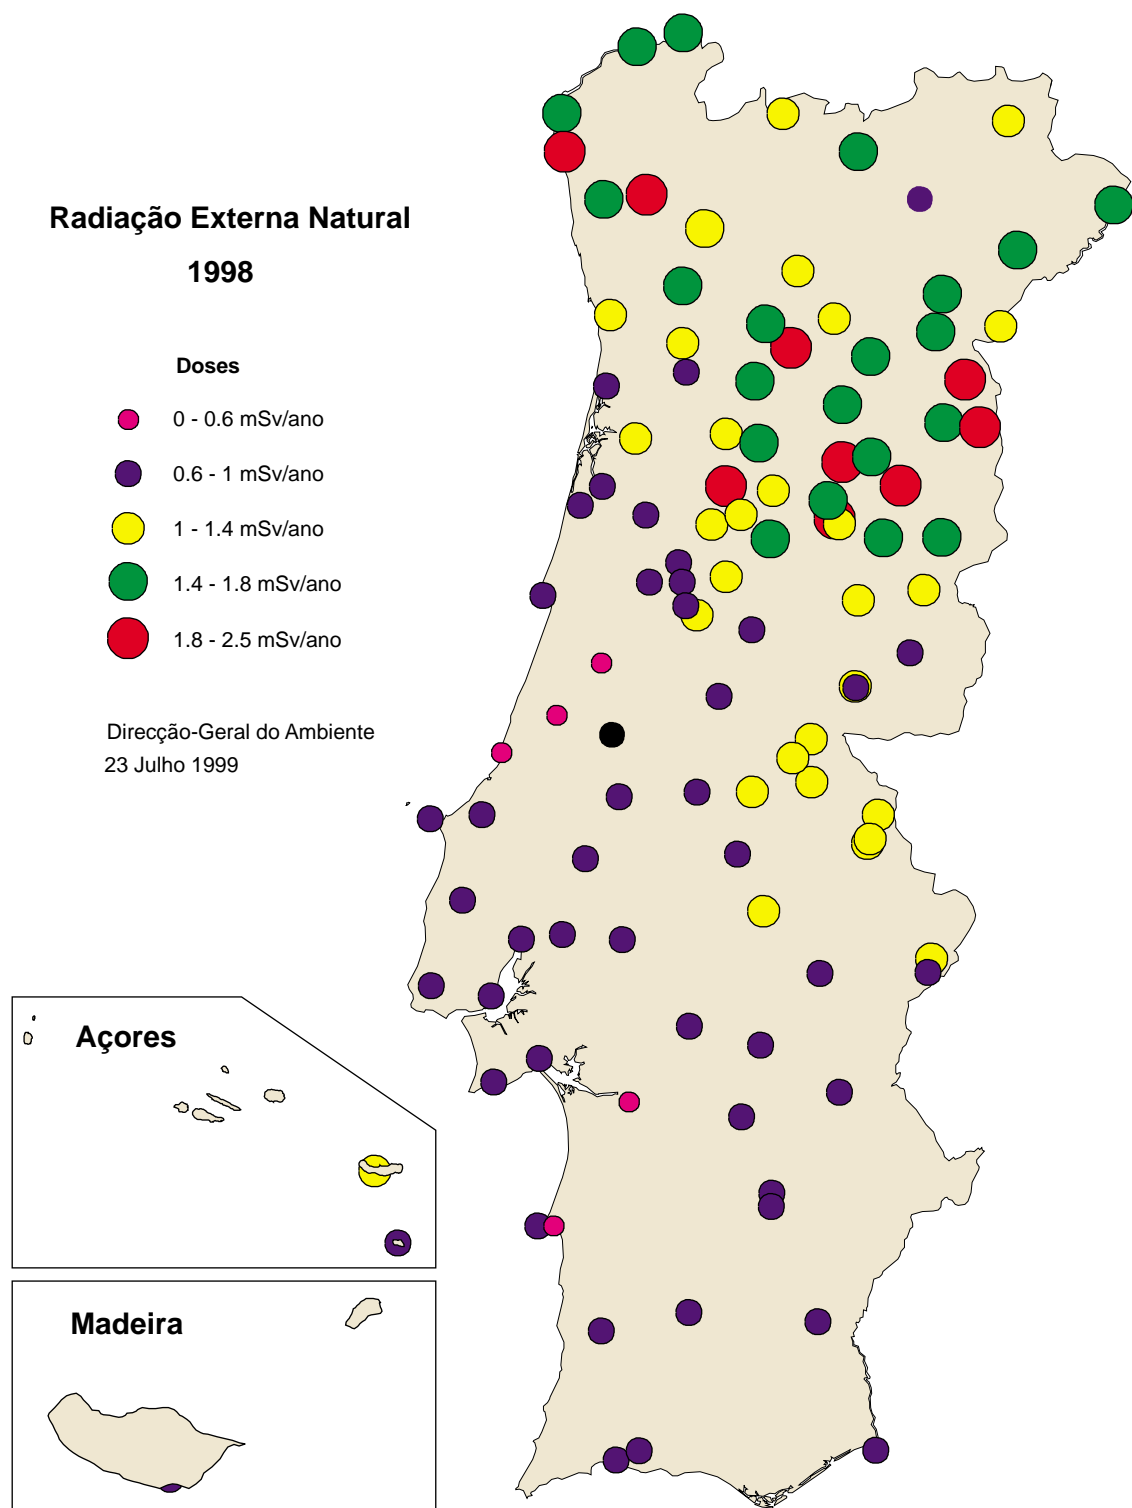 Radiação Externa Natural
1998
Doses
0 - 0.6 mSv/ano
0.6 - 1 mSv/ano
1 - 1.4 mSv/ano
1.4 - 1.8 mSv/ano
1.8 - 2.5 mSv/ano
Direcção-Geral do Ambiente
23 Julho 1999
Açores
Madeira